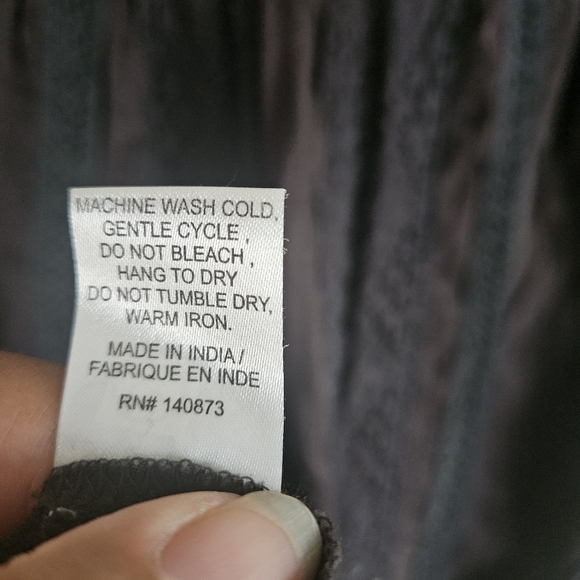 MACHINE WASH COLD,
GENTLE CYCLE ,
DO NOT BLEACH ,
HANG TO DRY
DO NOT TUMBLE DRY,
WARM IRON.
MADE IN INDIA /
FABRIQUE EN INDE
RN# 140873